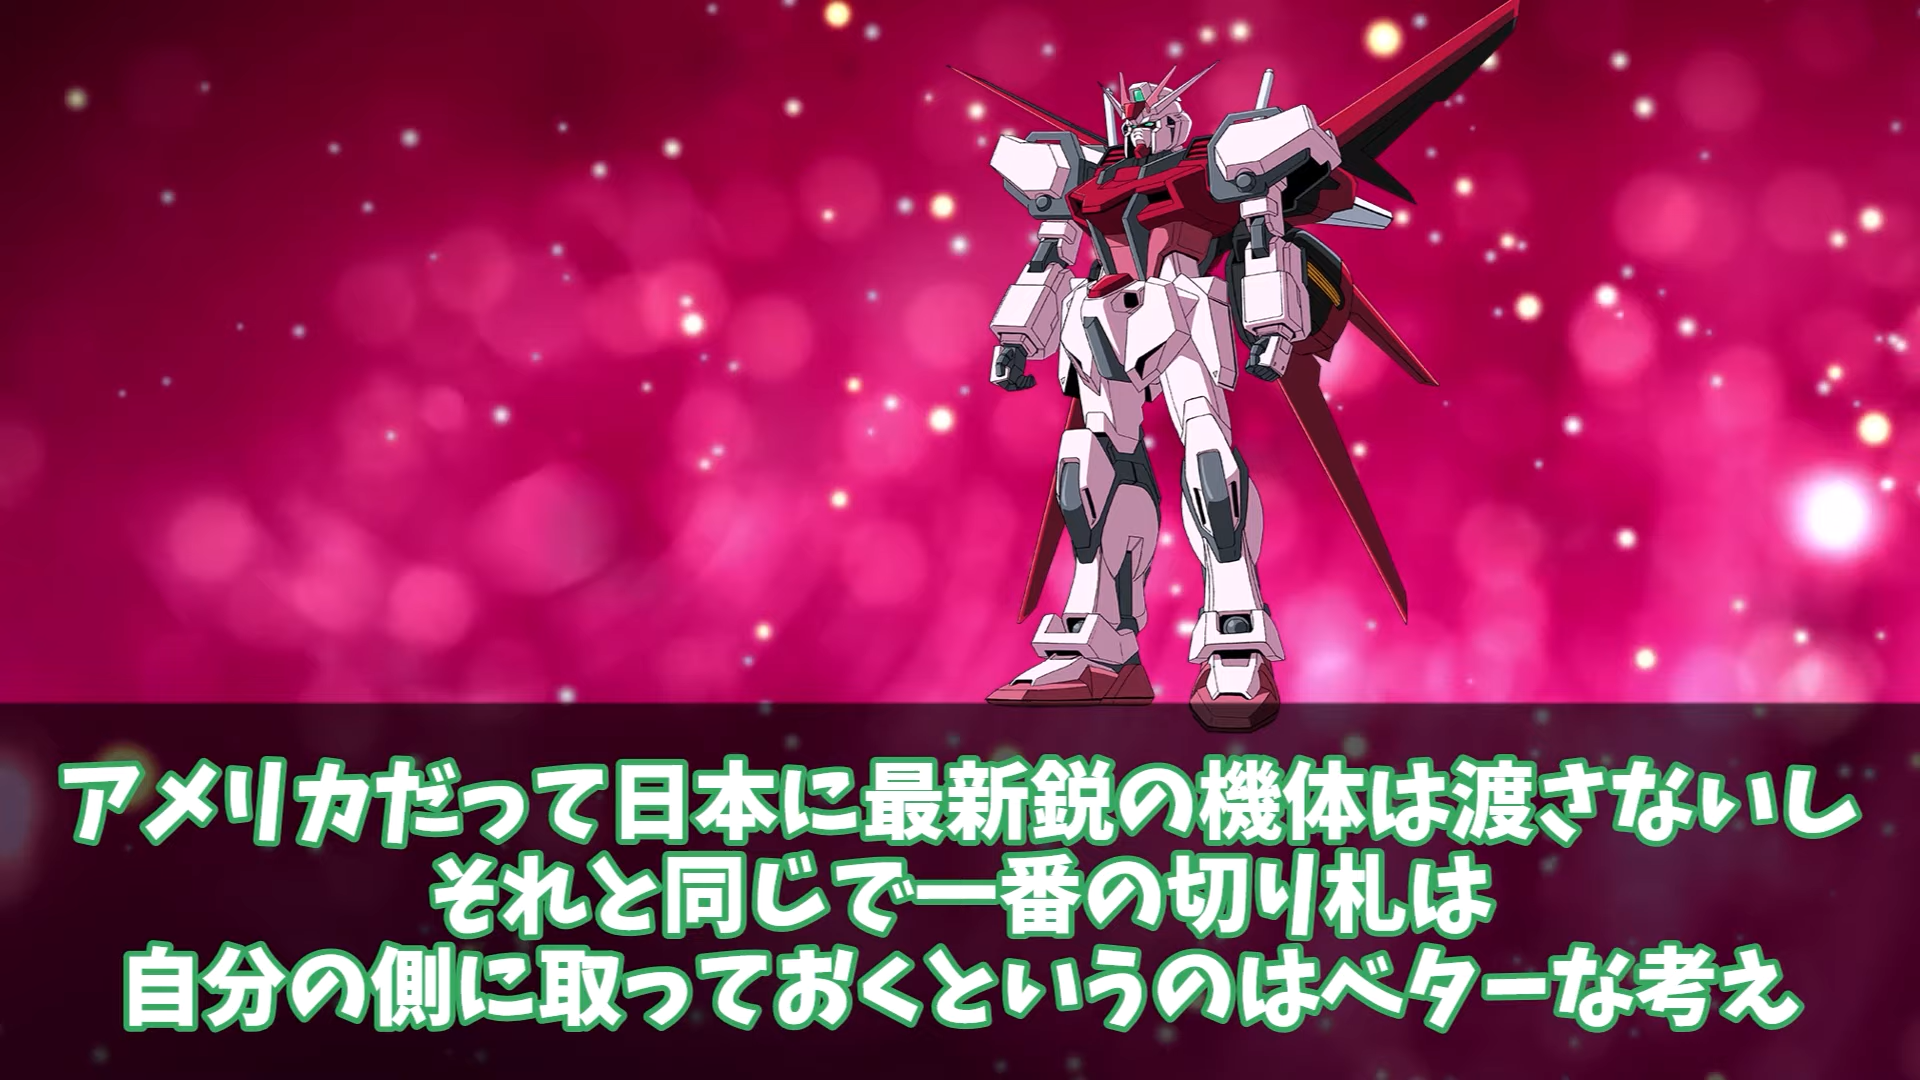 アメリカだって日本に最新鋭の機体は渡さないし
それと同じで一番の切り札は
自分の側に取っておくというのはベターな考え